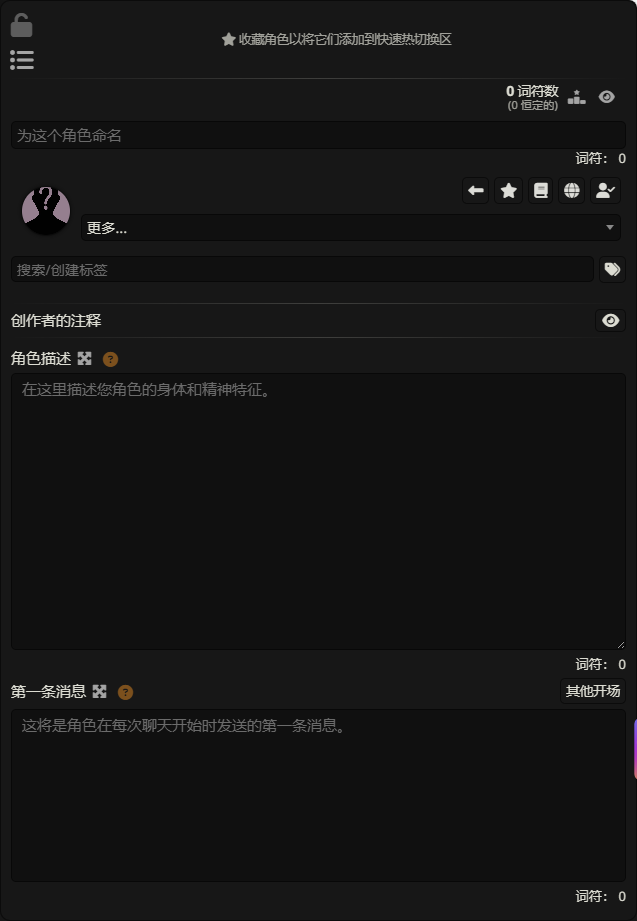 收藏角色以将它们添加到快速热切换区
0 词符数
(0 恒定的)
为这个角色命名
词符： 0
?
更多...
搜索/创建标签
创作者的注释
角色描述 ?
在这里描述您角色的身体和精神特征。
词符： 0
第一条消息 ? 其他开场
这将是角色在每次聊天开始时发送的第一条消息。
词符： 0